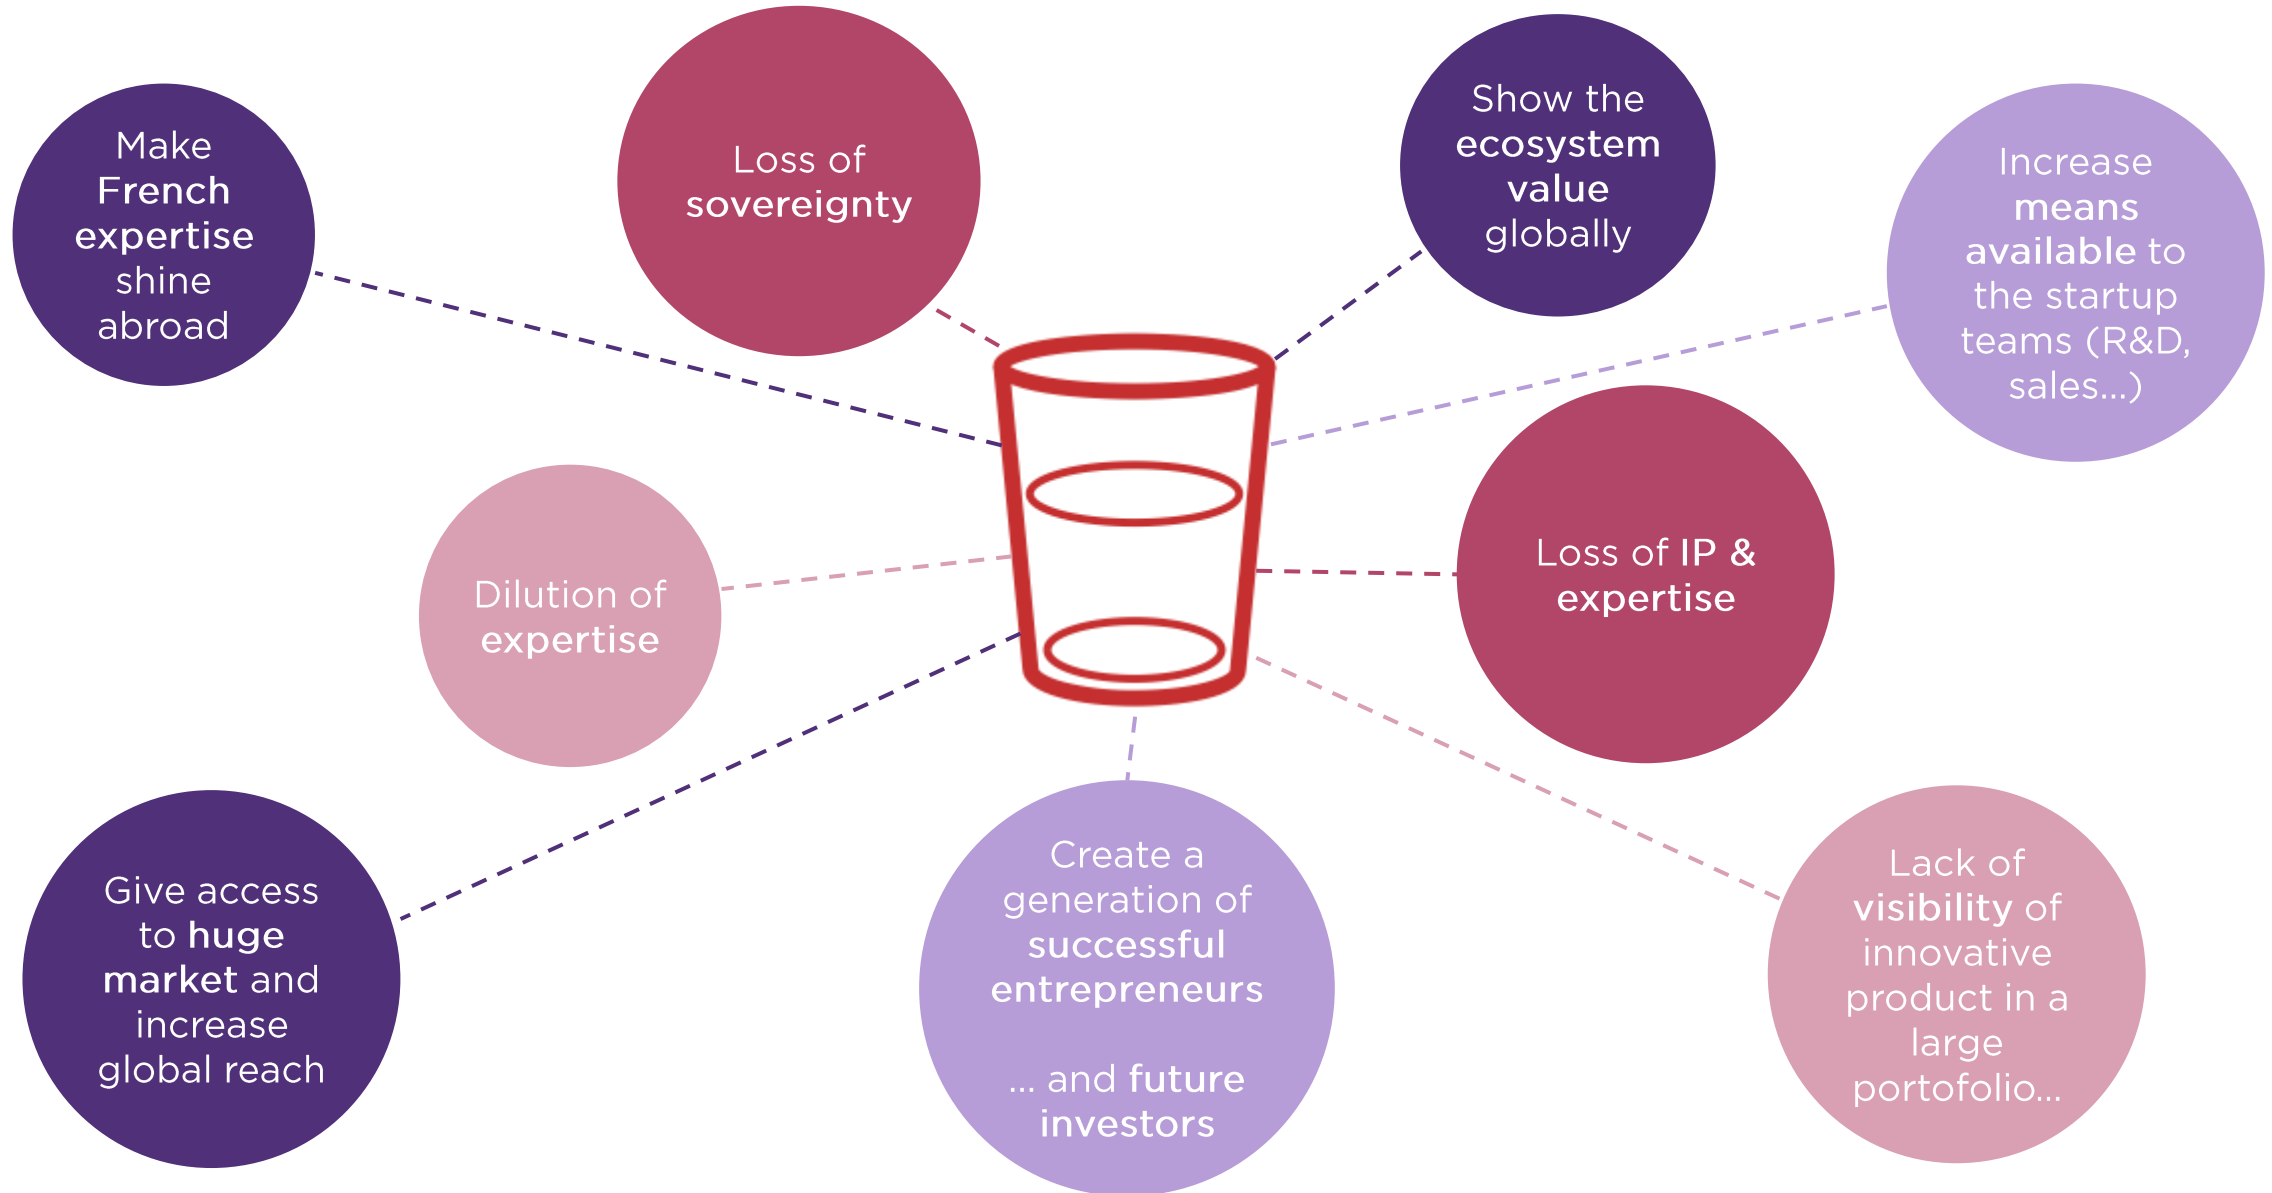 Make
French
expertise
shine
abroad
Loss of
sovereignty
Show the
ecosystem
value
globally
Increase
means
available to
the startup
teams (R&D,
sales...)
Dilution of
expertise
Loss of IP &
expertise
Give access
to huge
market and
increase
global reach
Create a
generation of
successful
entrepreneurs
... and future
investors
Lack of
visibility of
innovative
product in a
large
portofolio...